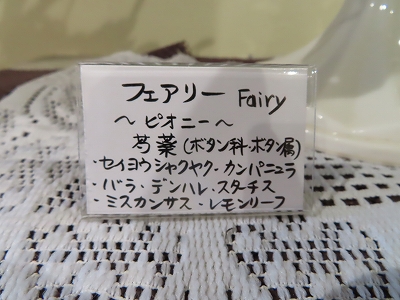 フェアリー Fairy
～ピオニー～
芍薬(ボタン科・ボタン属)
・セイヨウシャクヤク・カンパニュラ
・バラ・デンハレ・スターチス
・ミスカンサス・レモンリーフ